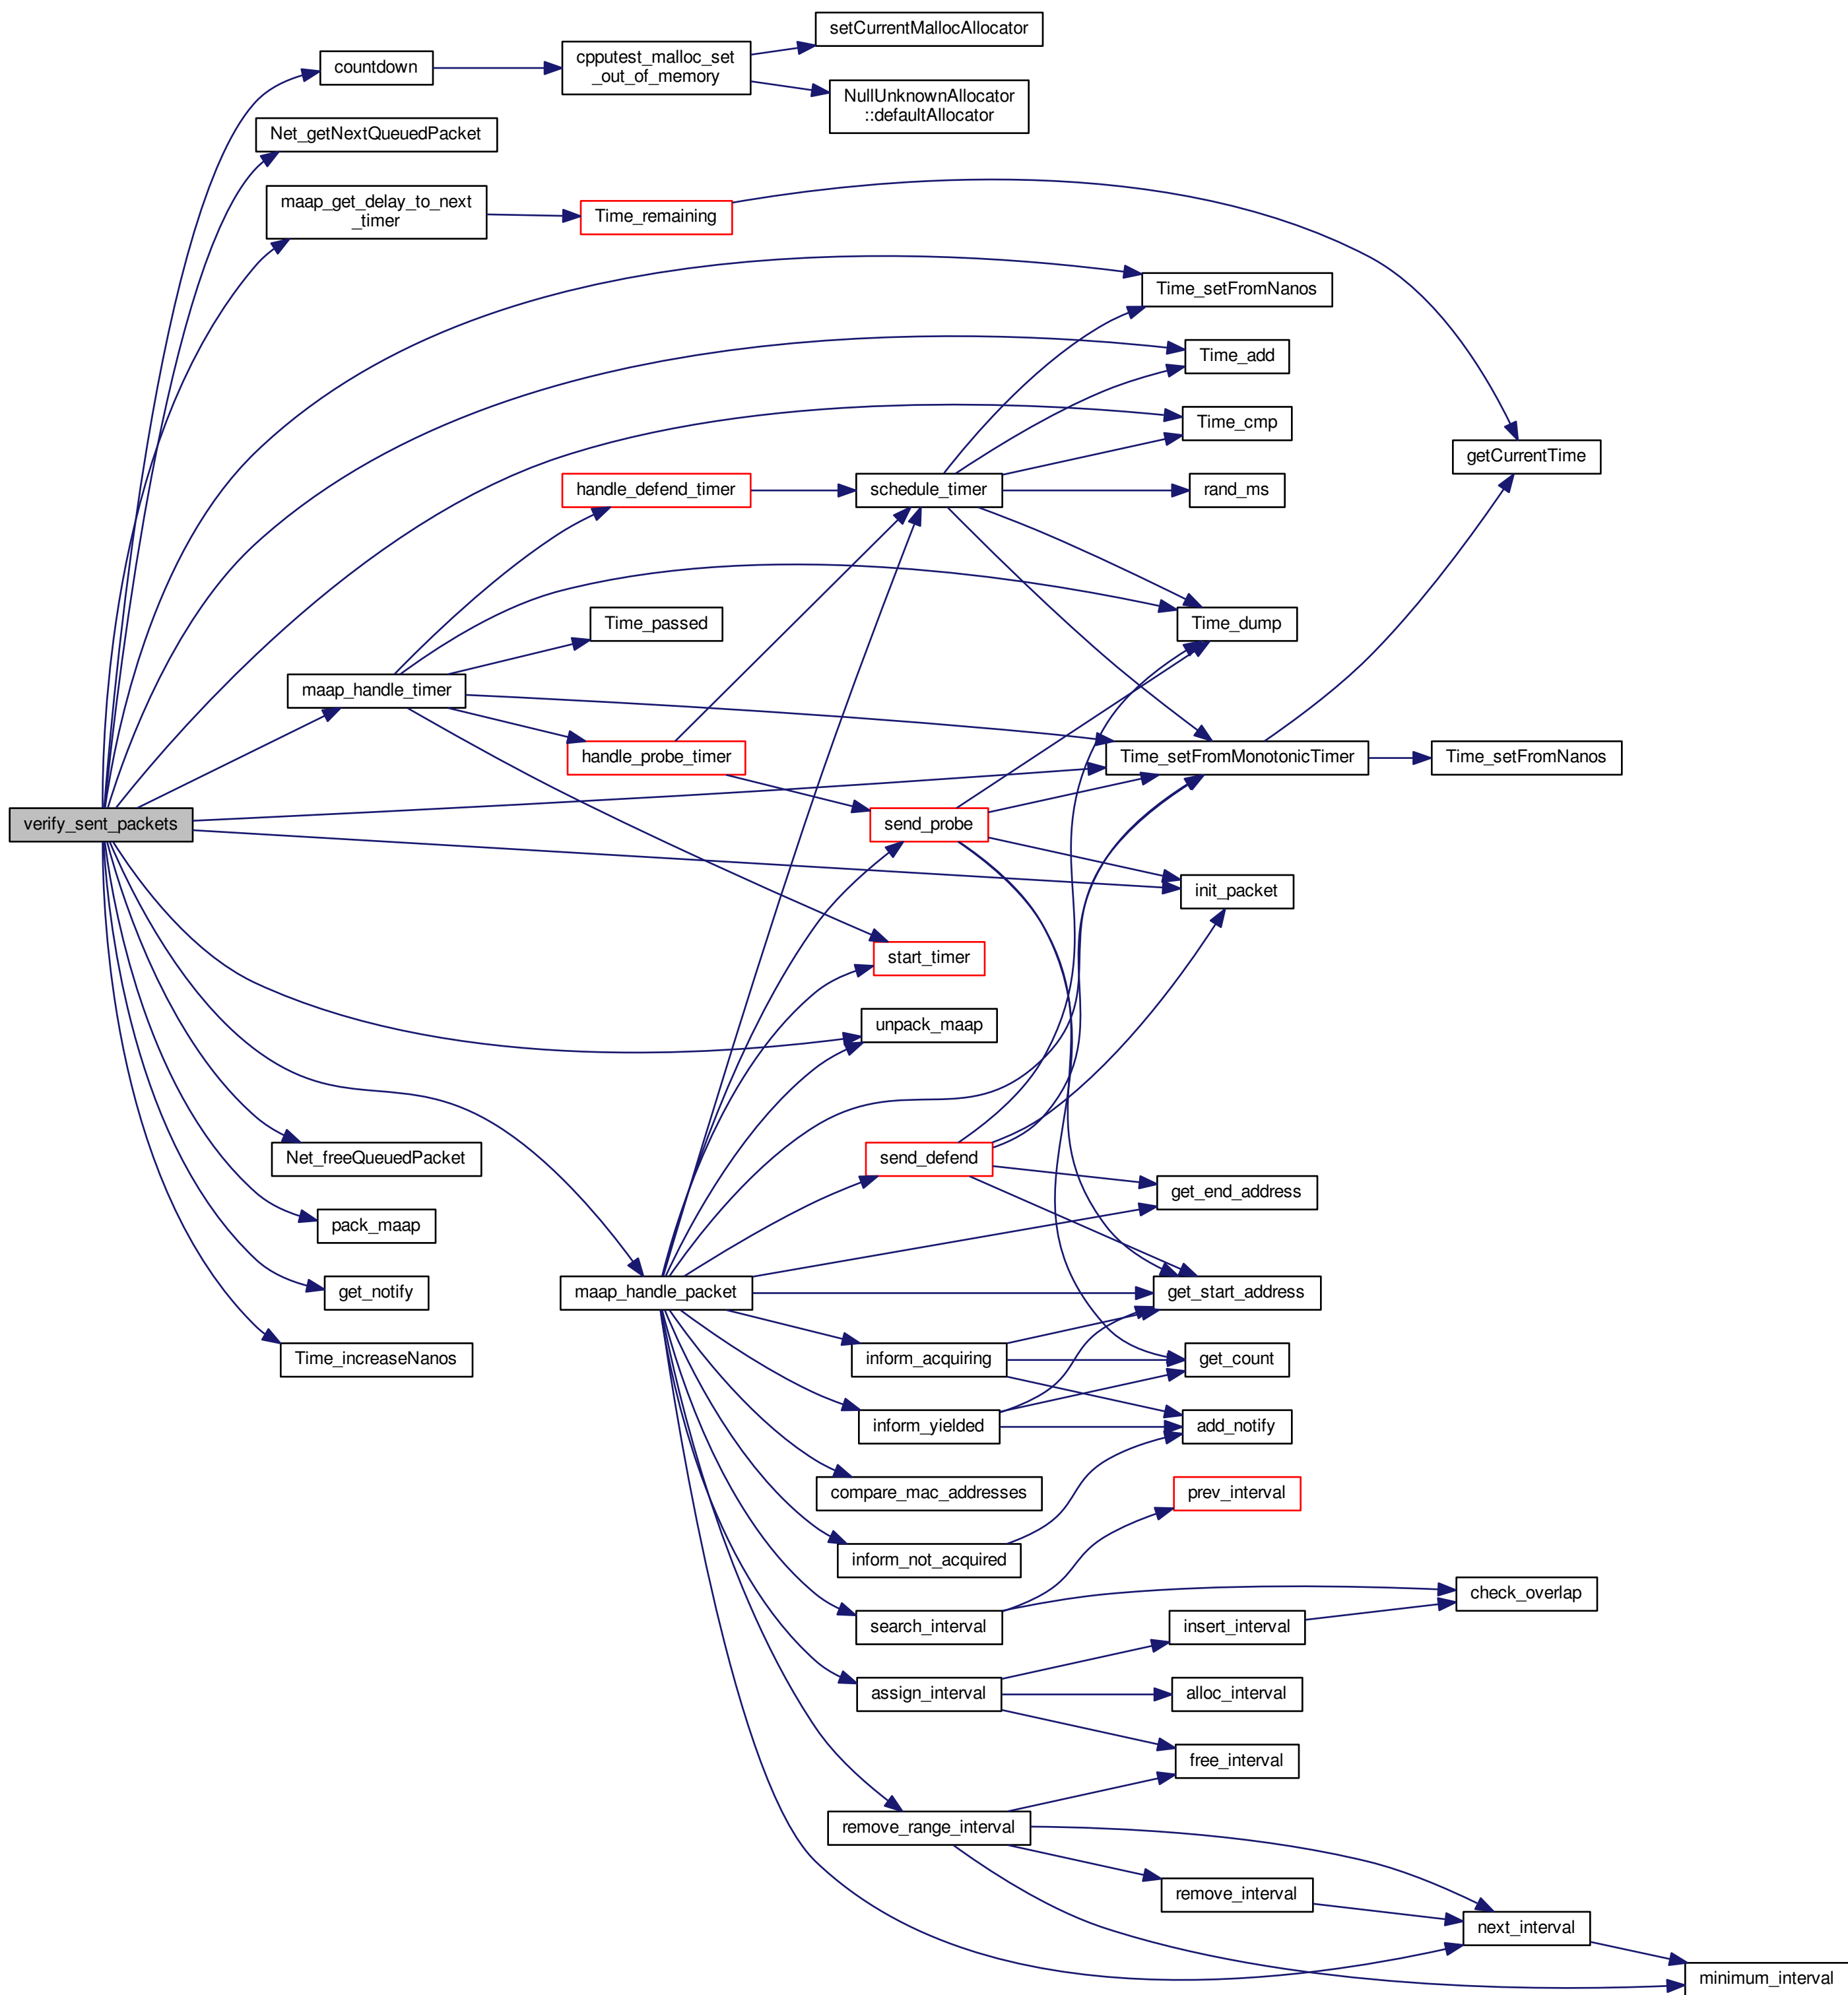 setCurrentMallocAllocator
countdown
cpputest_malloc_set
_out_of_memory
NullUnknownAllocator
::defaultAllocator
Net_getNextQueuedPacket
maap_get_delay_to_next
_timer
Time_remaining
Time_setFromNanos
Time_add
Time_cmp
getCurrentTime
handle_defend_timer
schedule_timer
rand_ms
Time_passed
Time_dump
maap_handle_timer
handle_probe_timer
Time_setFromMonotonicTimer
Time_setFromNanos
verify_sent_packets
send_probe
init_packet
start_timer
unpack_maap
Net_freeQueuedPacket
send_defend
get_end_address
pack_maap
get_notify
maap_handle_packet
get_start_address
Time_increaseNanos
inform_acquiring
get_count
inform_yielded
add_notify
compare_mac_addresses
prev_interval
inform_not_acquired
check_overlap
search_interval
insert_interval
assign_interval
alloc_interval
free_interval
remove_range_interval
remove_interval
next_interval
minimum_interval